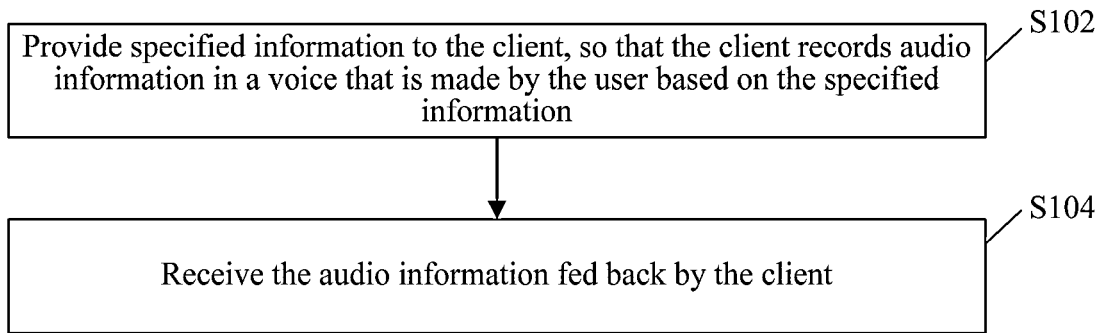 S102
Provide specified information to the client, so that the client records audio
information in a voice that is made by the user based on the specified
information
S104
Receive the audio information fed back by the client